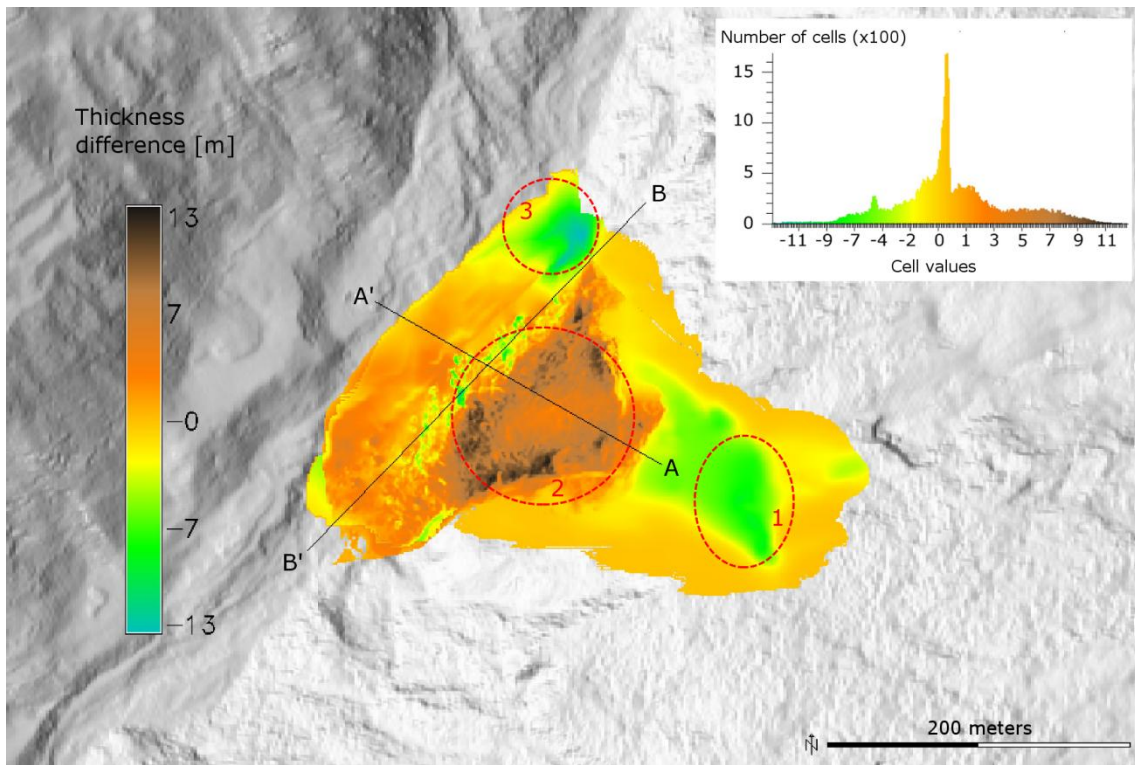 Number of cells (x100)
15
10
5
0
-11 -9 -7 -4 -2 0 1 3 5 7 9 11
Cell values
Thickness
difference [m]
13
7
-0
-7
-13
3
B
A'
2
A
1
B'
200 meters
N